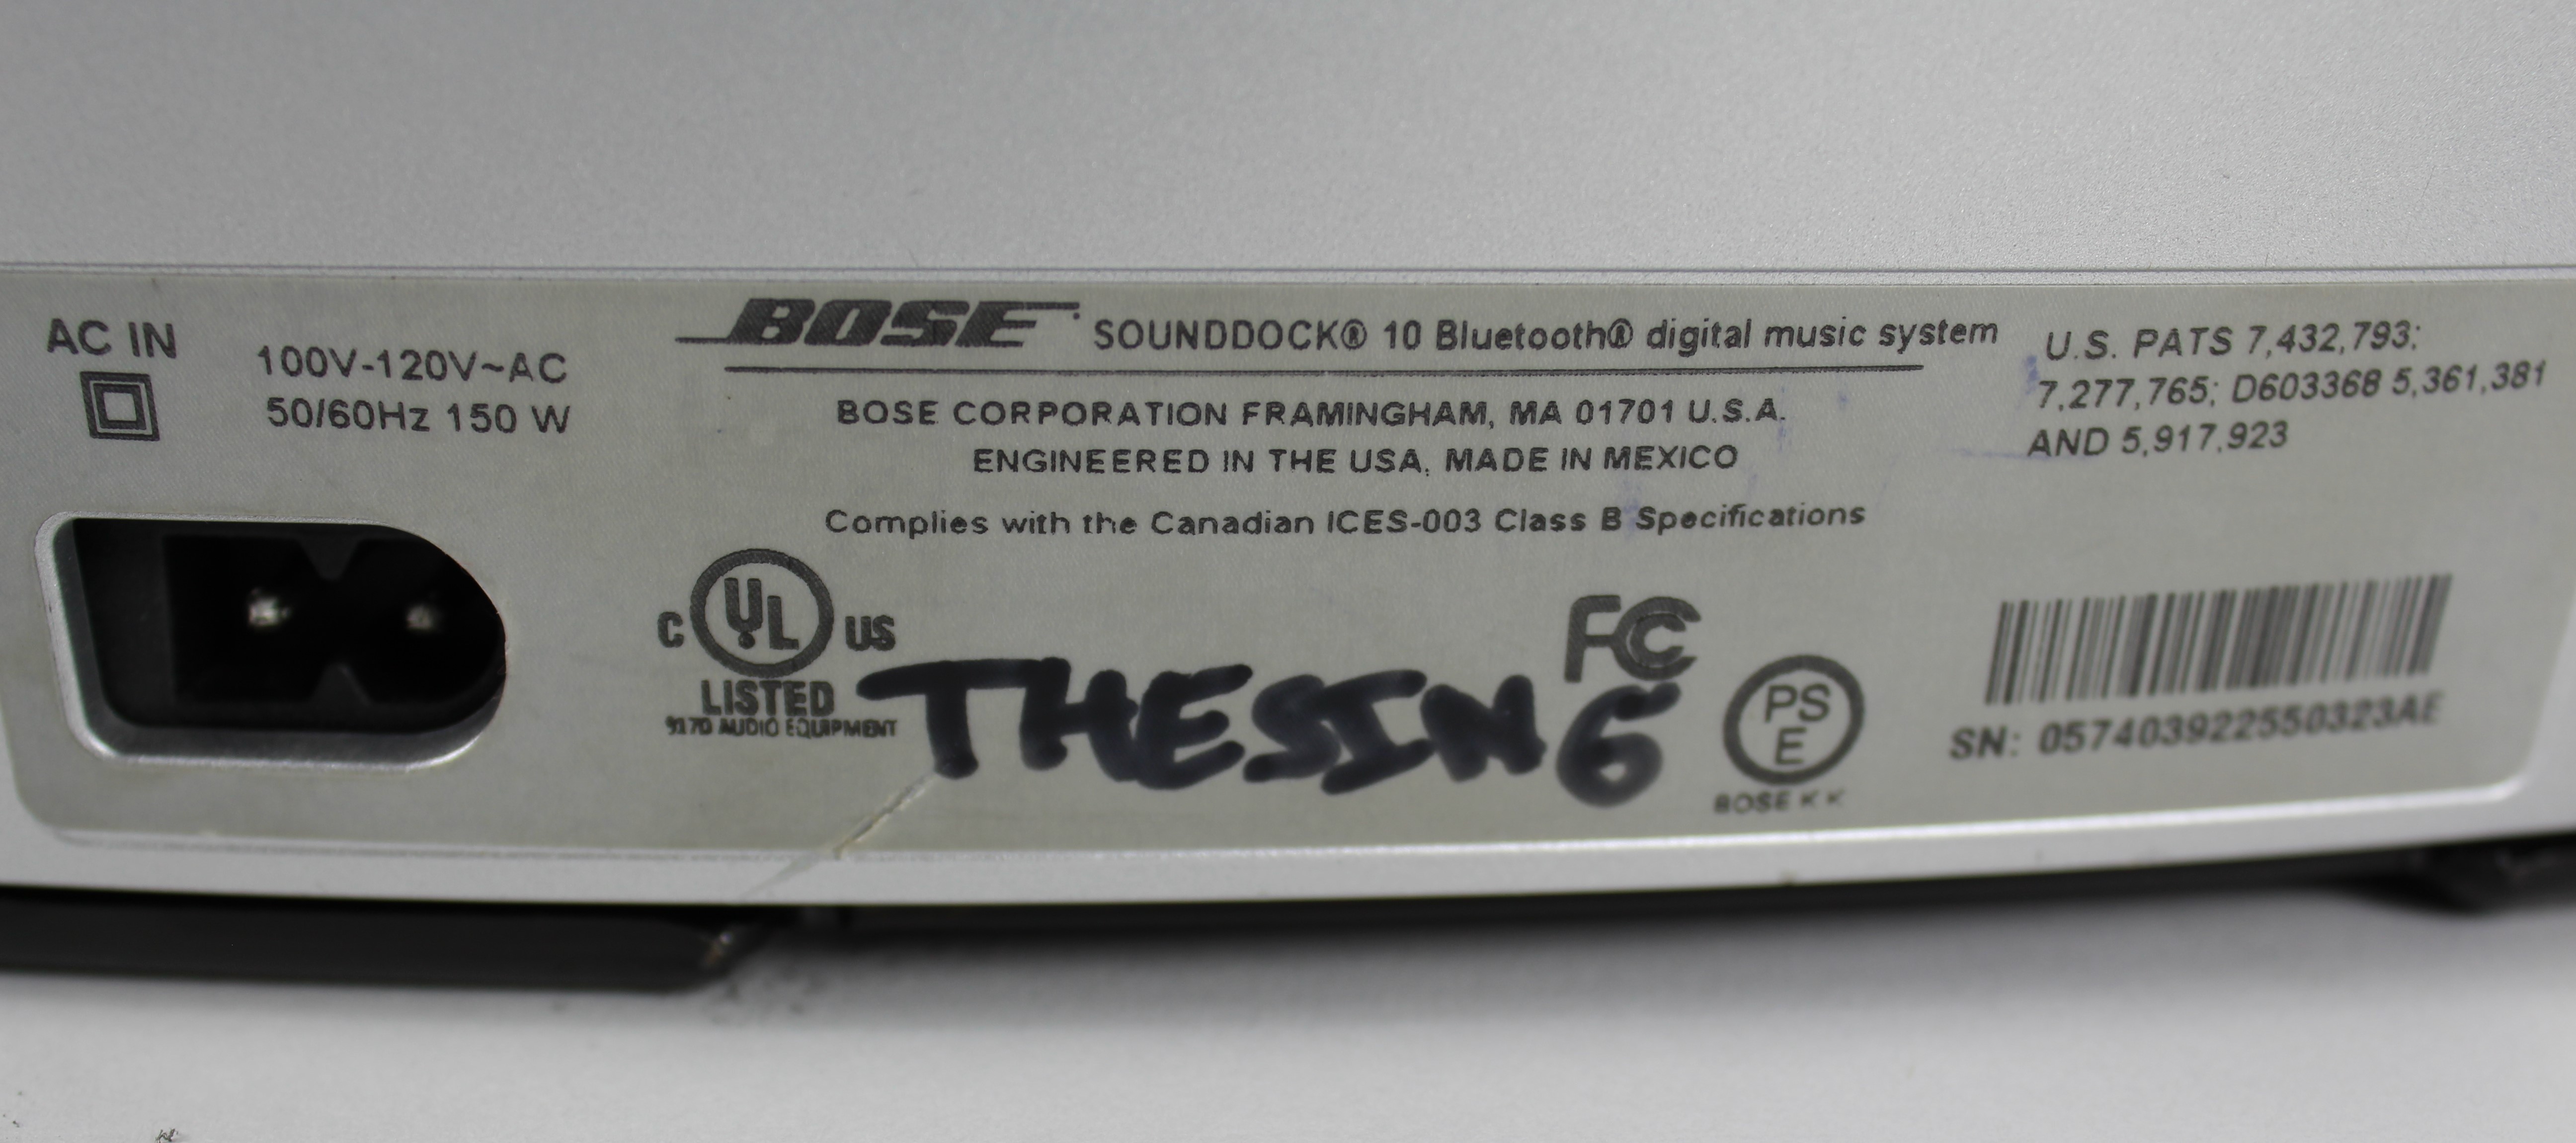 AC IN
100V-120V~AC
50/60Hz 150 W
BOSE SOUNDDOCK® 10 Bluetooth® digital music system
BOSE CORPORATION FRAMINGHAM, MA 01701 U.S.A.
ENGINEERED IN THE USA, MADE IN MEXICO
Complies with the Canadian ICES-003 Class B Specifications
U.S. PATS 7,432,793;
7,277,765; D603368 5,361,381
AND 5,917,923
C UL US
LISTED
917D AUDIO EQUIPMENT
THESING
FC
PS
E
BOSE K K
SN: 057403922550323AE